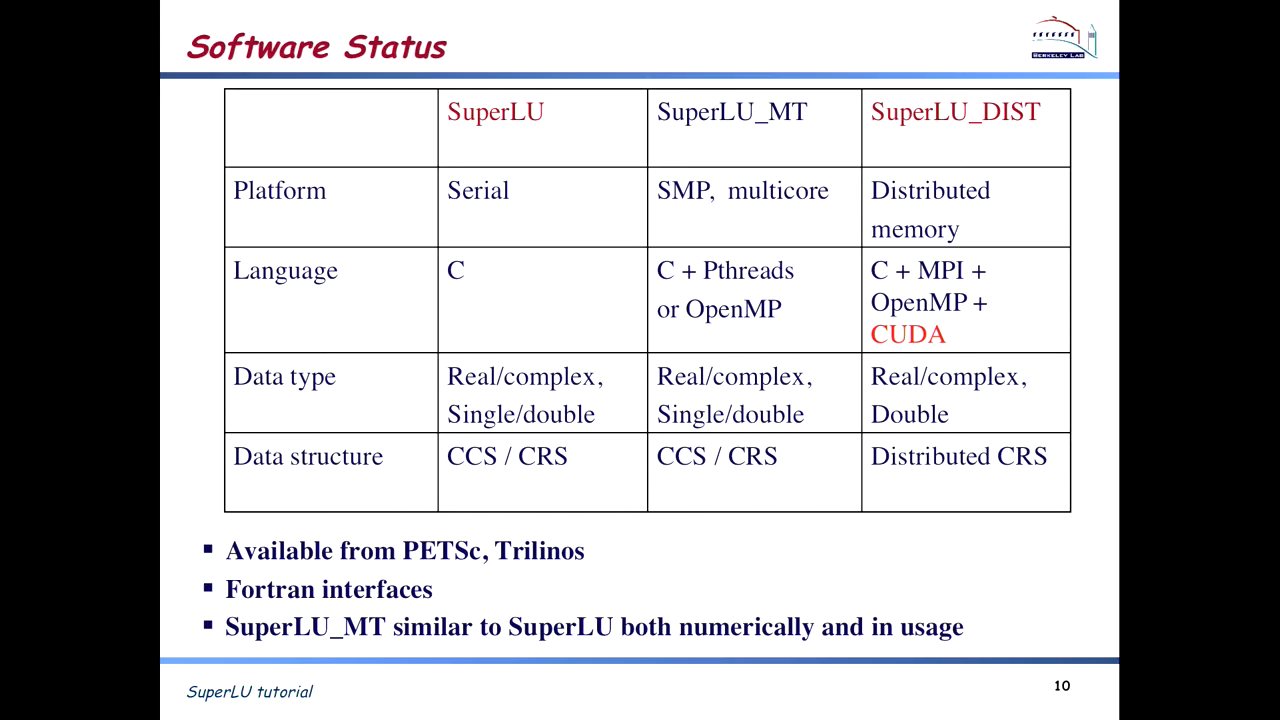 Software Status
BERKELEY LAB
SuperLU SuperLU_MT SuperLU_DIST
Platform Serial SMP, multicore Distributed
memory
Language C C + Pthreads C + MPI +
or OpenMP OpenMP +
CUDA
Data type Real/complex, Real/complex, Real/complex,
Single/double Single/double Double
Data structure CCS / CRS CCS / CRS Distributed CRS
▪ Available from PETSc, Trilinos
▪ Fortran interfaces
▪ SuperLU_MT similar to SuperLU both numerically and in usage
SuperLU tutorial 10